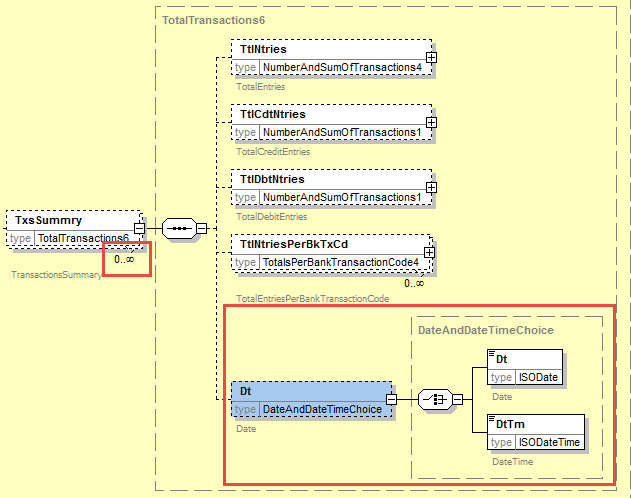 TotalTransactions6
TtlNtries
type NumberAndSumOfTransactions4
TotalEntries
TtlCdtNtries
type NumberAndSumOfTransactions1
TotalCreditEntries
TtlDbtNtries
type NumberAndSumOfTransactions1
TotalDebitEntries
TxsSummry
type TotalTransactions6
0..∞
TransactionsSummary
TtlNtriesPerBkTxCd
type TotalsPerBankTransactionCode4
0..∞
TotalEntriesPerBankTransactionCode
DateAndDateTimeChoice
Dt
type ISODate
Date
Dt
type DateAndDateTimeChoice
Date
DtTm
type ISODateTime
DateTime